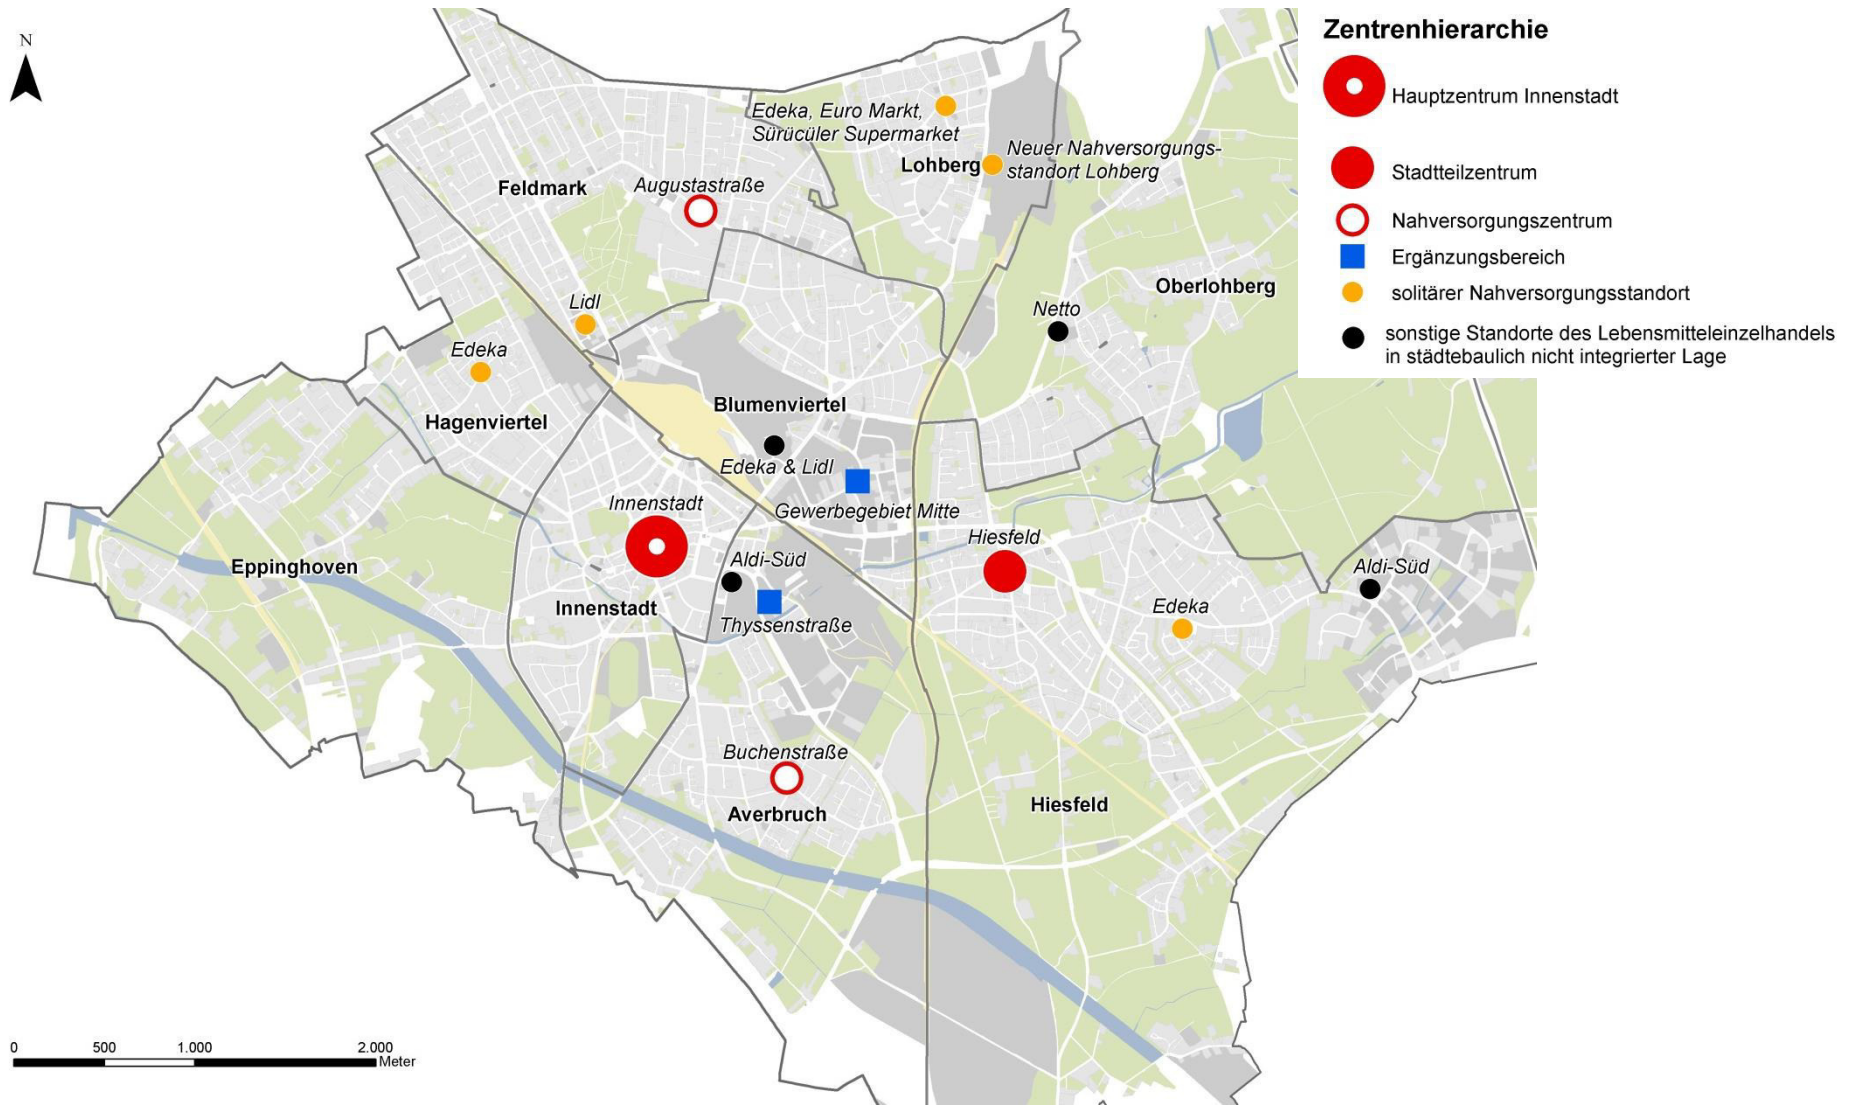 Zentrenhierarchie
Hauptzentrum Innenstadt
Stadtteilzentrum
Nahversorgungszentrum
Ergänzungsbereich
solitärer Nahversorgungsstandort
sonstige Standorte des Lebensmitteleinzelhandels
in städtebaulich nicht integrierter Lage
N
Edeka, Euro Markt,
Sürücüler Supermarket
Lohberg
Neuer Nahversorgungs-
standort Lohberg
Feldmark
Augustastraße
Oberlohberg
Lidl
Netto
Edeka
Hagenviertel
Blumenviertel
Edeka & Lidl
Innenstadt
Gewerbegebiet Mitte
Hiesfeld
Aldi-Süd
Aldi-Süd
Eppinghoven
Innenstadt
Edeka
Thyssenstraße
Buchenstraße
Averbruch
Hiesfeld
0 500 1.000 2.000
Meter